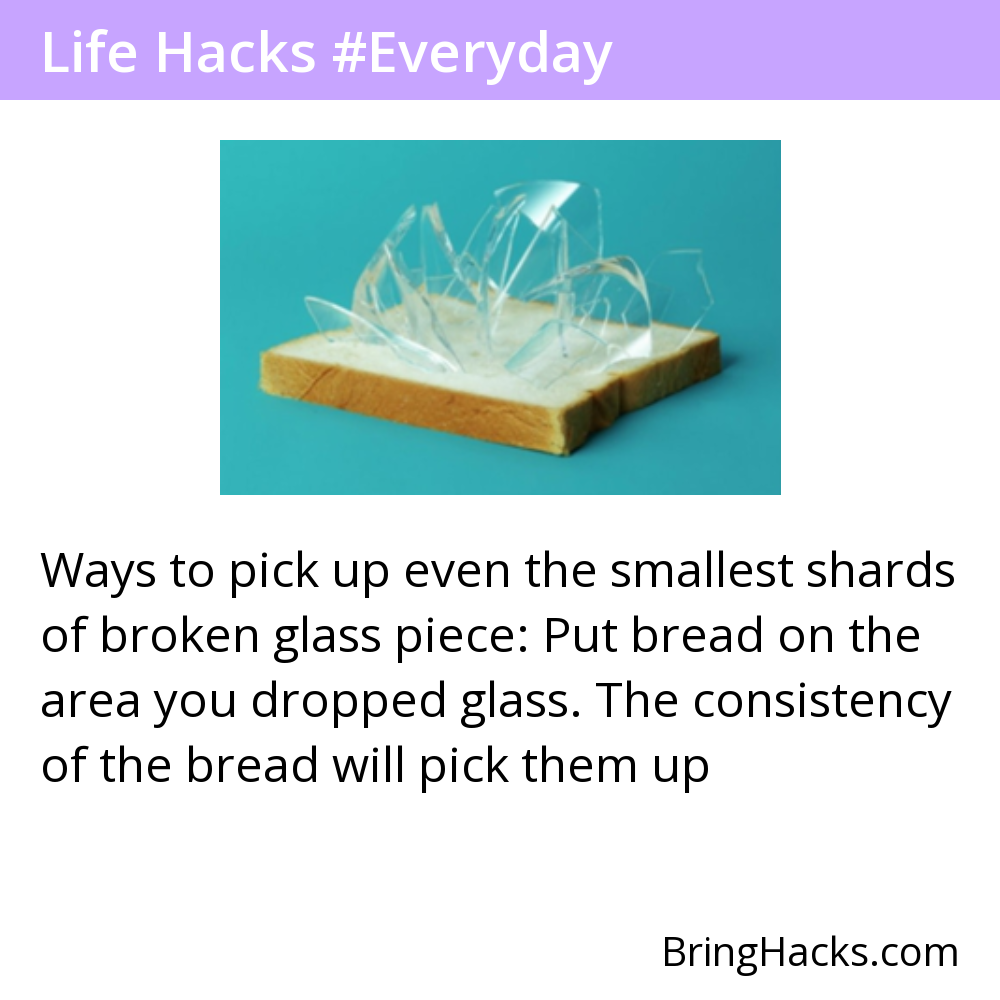 Life Hacks #Everyday
Ways to pick up even the smallest shards
of broken glass piece: Put bread on the
area you dropped glass. The consistency
of the bread will pick them up
BringHacks.com